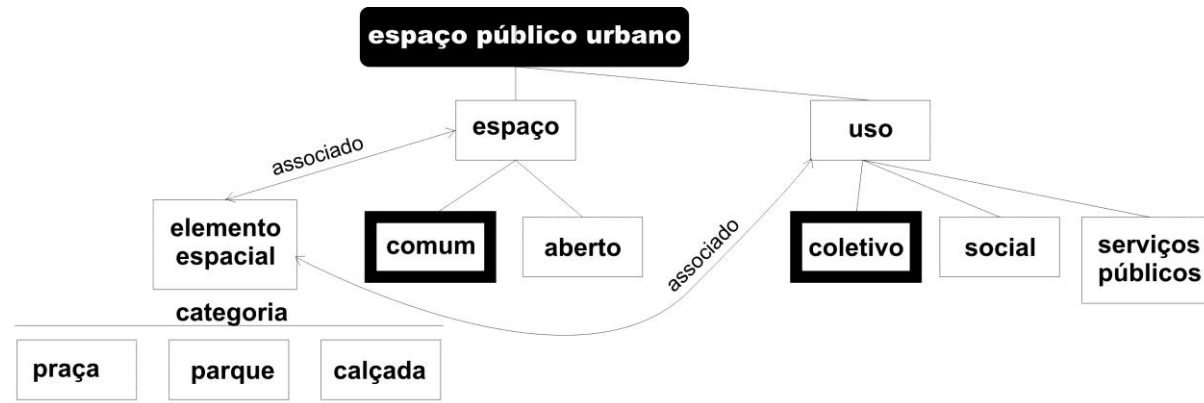 espaço público urbano
espaço
uso
associado
elemento
espacial
comum
aberto
associado
coletivo
social
serviços
públicos
categoria
praça
parque
calçada